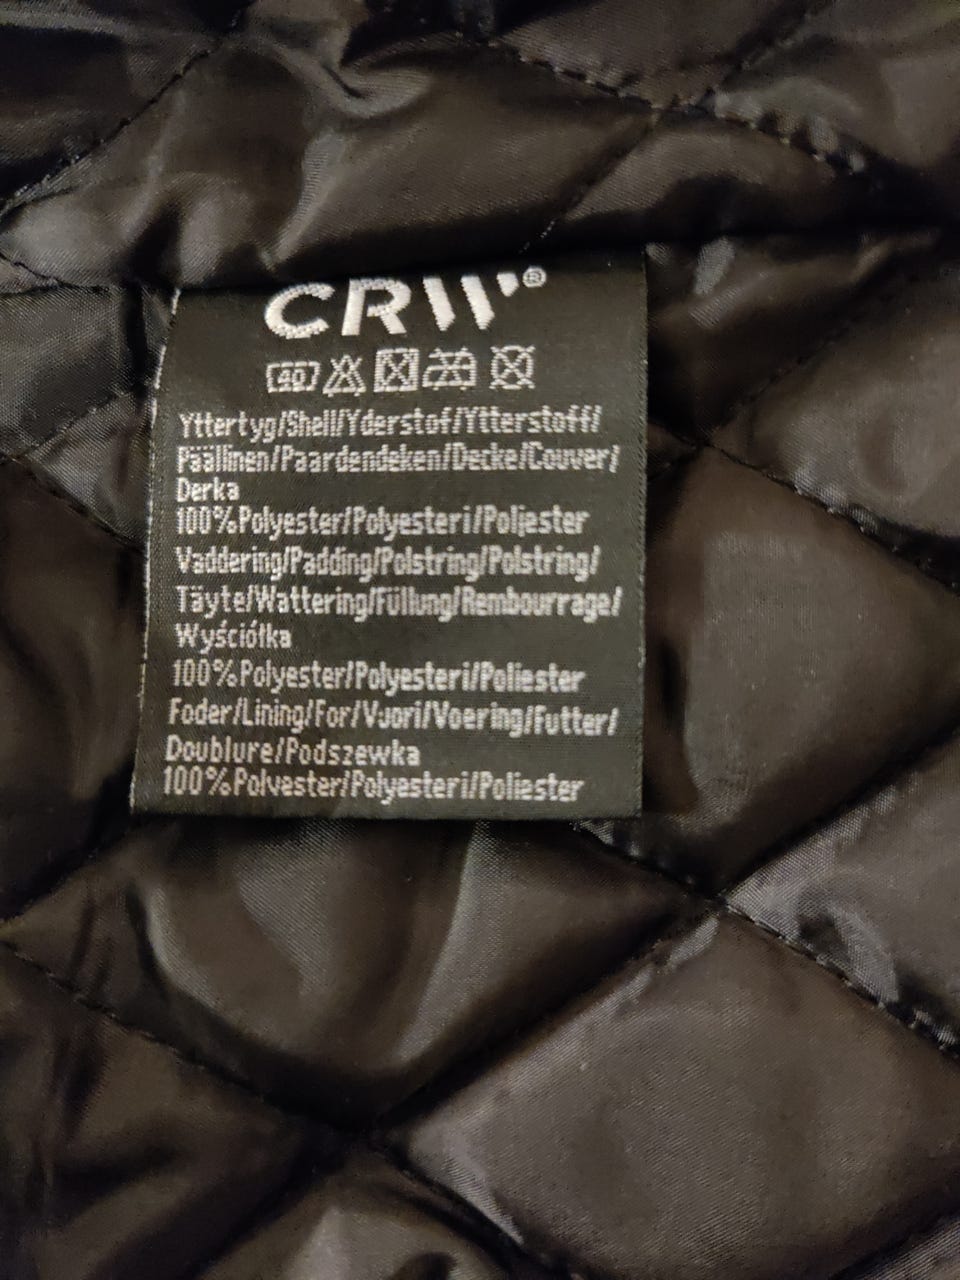 CRW®
40
Yttertyg/Shell/Yderstof/Ytterstoff/
Päällinen/Paardendeken/Decke/Couver/
Derka
100%Polyester/Polyesteri/Poljester
Vaddering/Padding/Polstring/Polstring/
Täyte/Wattering/Füllung/Rembourrage/
Wyściółka
100%Polyester/Polyesteri/Poliester
Foder/Lining/For/Vuori/Voering/Futter/
Doublure/Podszewka
100%Polyester/Polyesteri/Poliester